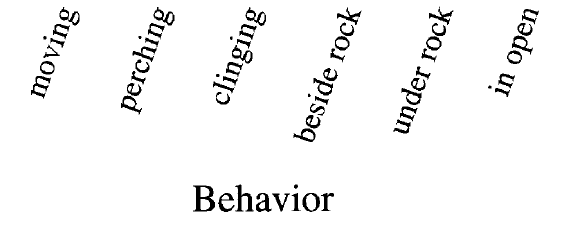 moving
perching
clinging
beside rock
under rock
in open
Behavior